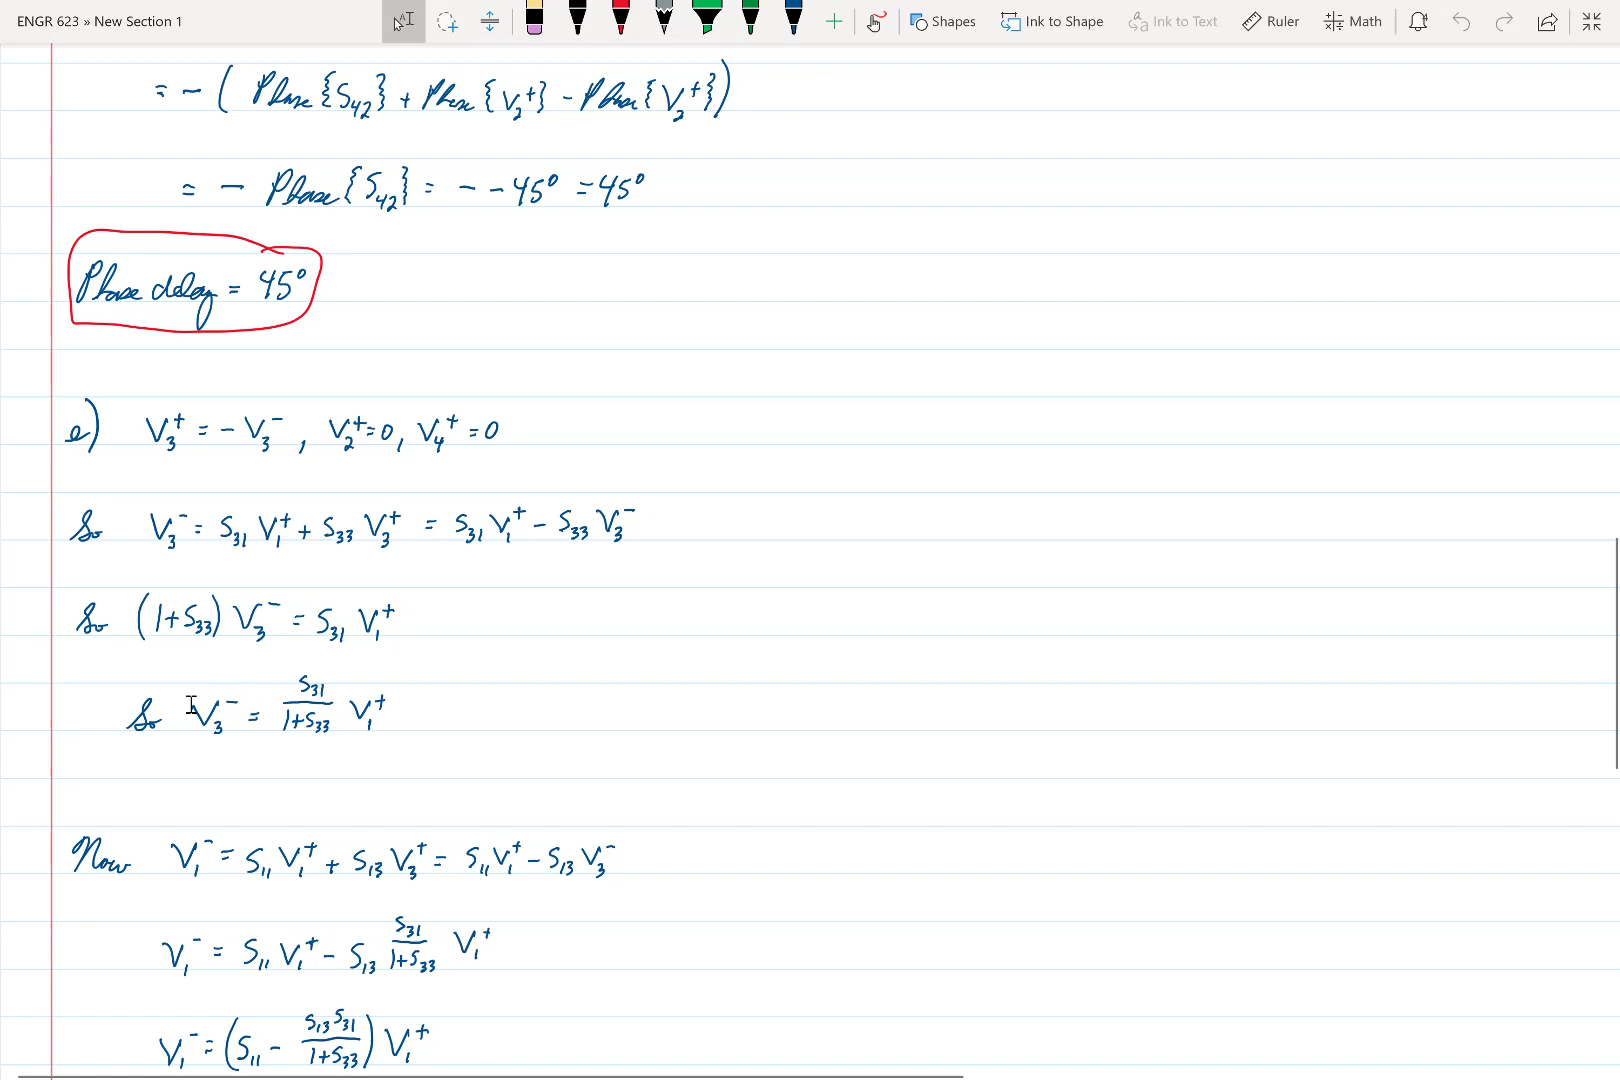 ENGR 623 » New Section 1
Shapes Ink to Shape Ink to Text Ruler Math
= - ( Phase{S₄₂} + Phase{V₂⁺} - Phase{V₂⁺})
= - Phase{S₄₂} = - - 45° = 45°
Phase delay = 45°
e) V₃⁺ = - V₃⁻ , V₂⁺=0, V₄⁺ = 0
So V₃⁻ = S₃₁ V₁⁺ + S₃₃ V₃⁺ = S₃₁ V₁⁺ - S₃₃ V₃⁻
So (1+S₃₃) V₃⁻ = S₃₁ V₁⁺
So V₃⁻ = S₃₁/(1+S₃₃) V₁⁺
Now V₁⁻ = S₁₁ V₁⁺ + S₁₃ V₃⁺ = S₁₁ V₁⁺ - S₁₃ V₃⁻
V₁⁻ = S₁₁ V₁⁺ - S₁₃ S₃₁/(1+S₃₃) V₁⁺
V₁⁻ = (S₁₁ - S₁₃S₃₁/(1+S₃₃)) V₁⁺